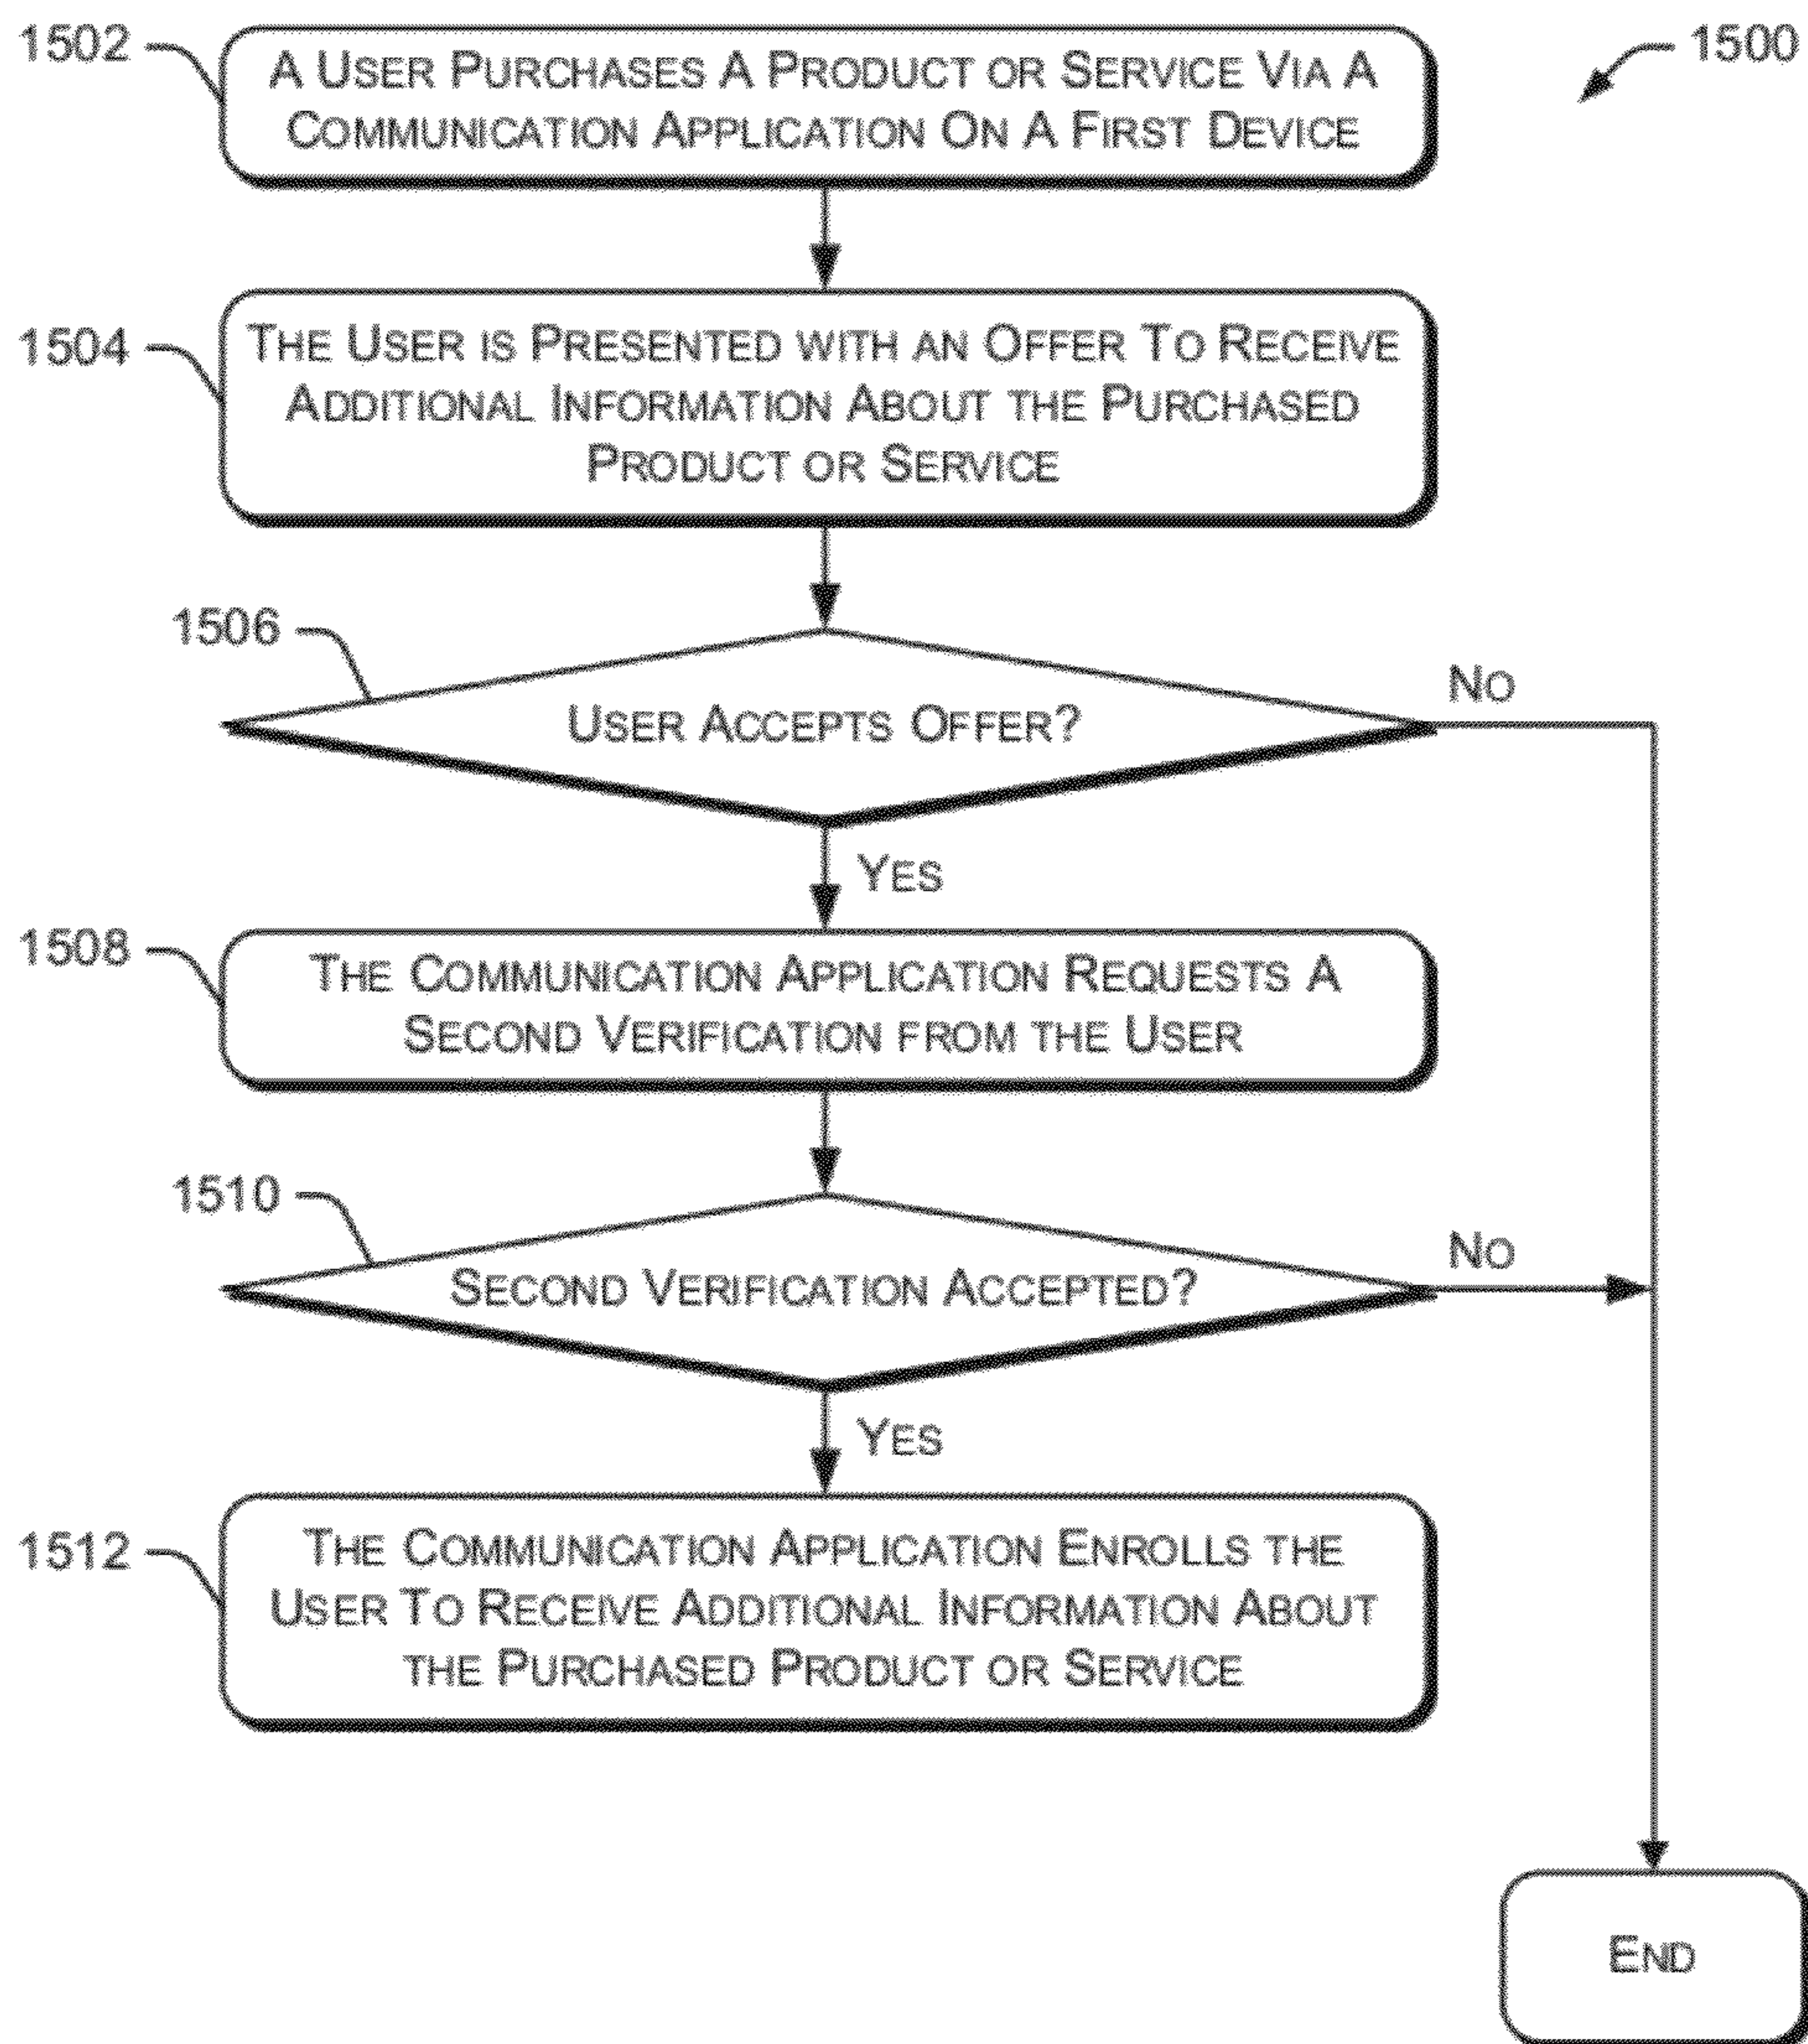 1502
A USER PURCHASES A PRODUCT OR SERVICE VIA A
COMMUNICATION APPLICATION ON A FIRST DEVICE
1500
1504
THE USER IS PRESENTED WITH AN OFFER TO RECEIVE
ADDITIONAL INFORMATION ABOUT THE PURCHASED
PRODUCT OR SERVICE
1506
USER ACCEPTS OFFER?
NO
YES
1508
THE COMMUNICATION APPLICATION REQUESTS A
SECOND VERIFICATION FROM THE USER
1510
SECOND VERIFICATION ACCEPTED?
NO
YES
1512
THE COMMUNICATION APPLICATION ENROLLS THE
USER TO RECEIVE ADDITIONAL INFORMATION ABOUT
THE PURCHASED PRODUCT OR SERVICE
END